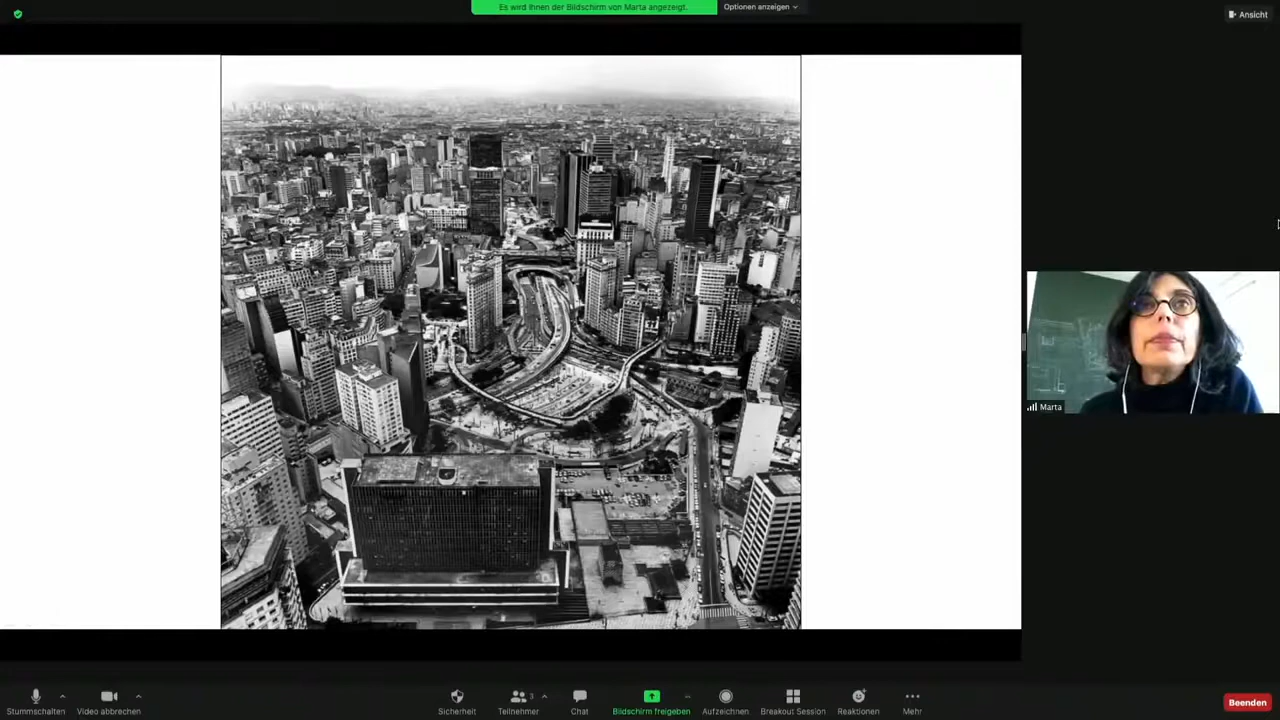 Es wird Ihnen der Bildschirm von Marta angezeigt.
Optionen anzeigen
Ansicht
Marta
Stummschalten
Video abbrechen
Sicherheit
3
Teilnehmer
Chat
Bildschirm freigeben
Aufzeichnen
Breakout Session
Reaktionen
Mehr
Beenden